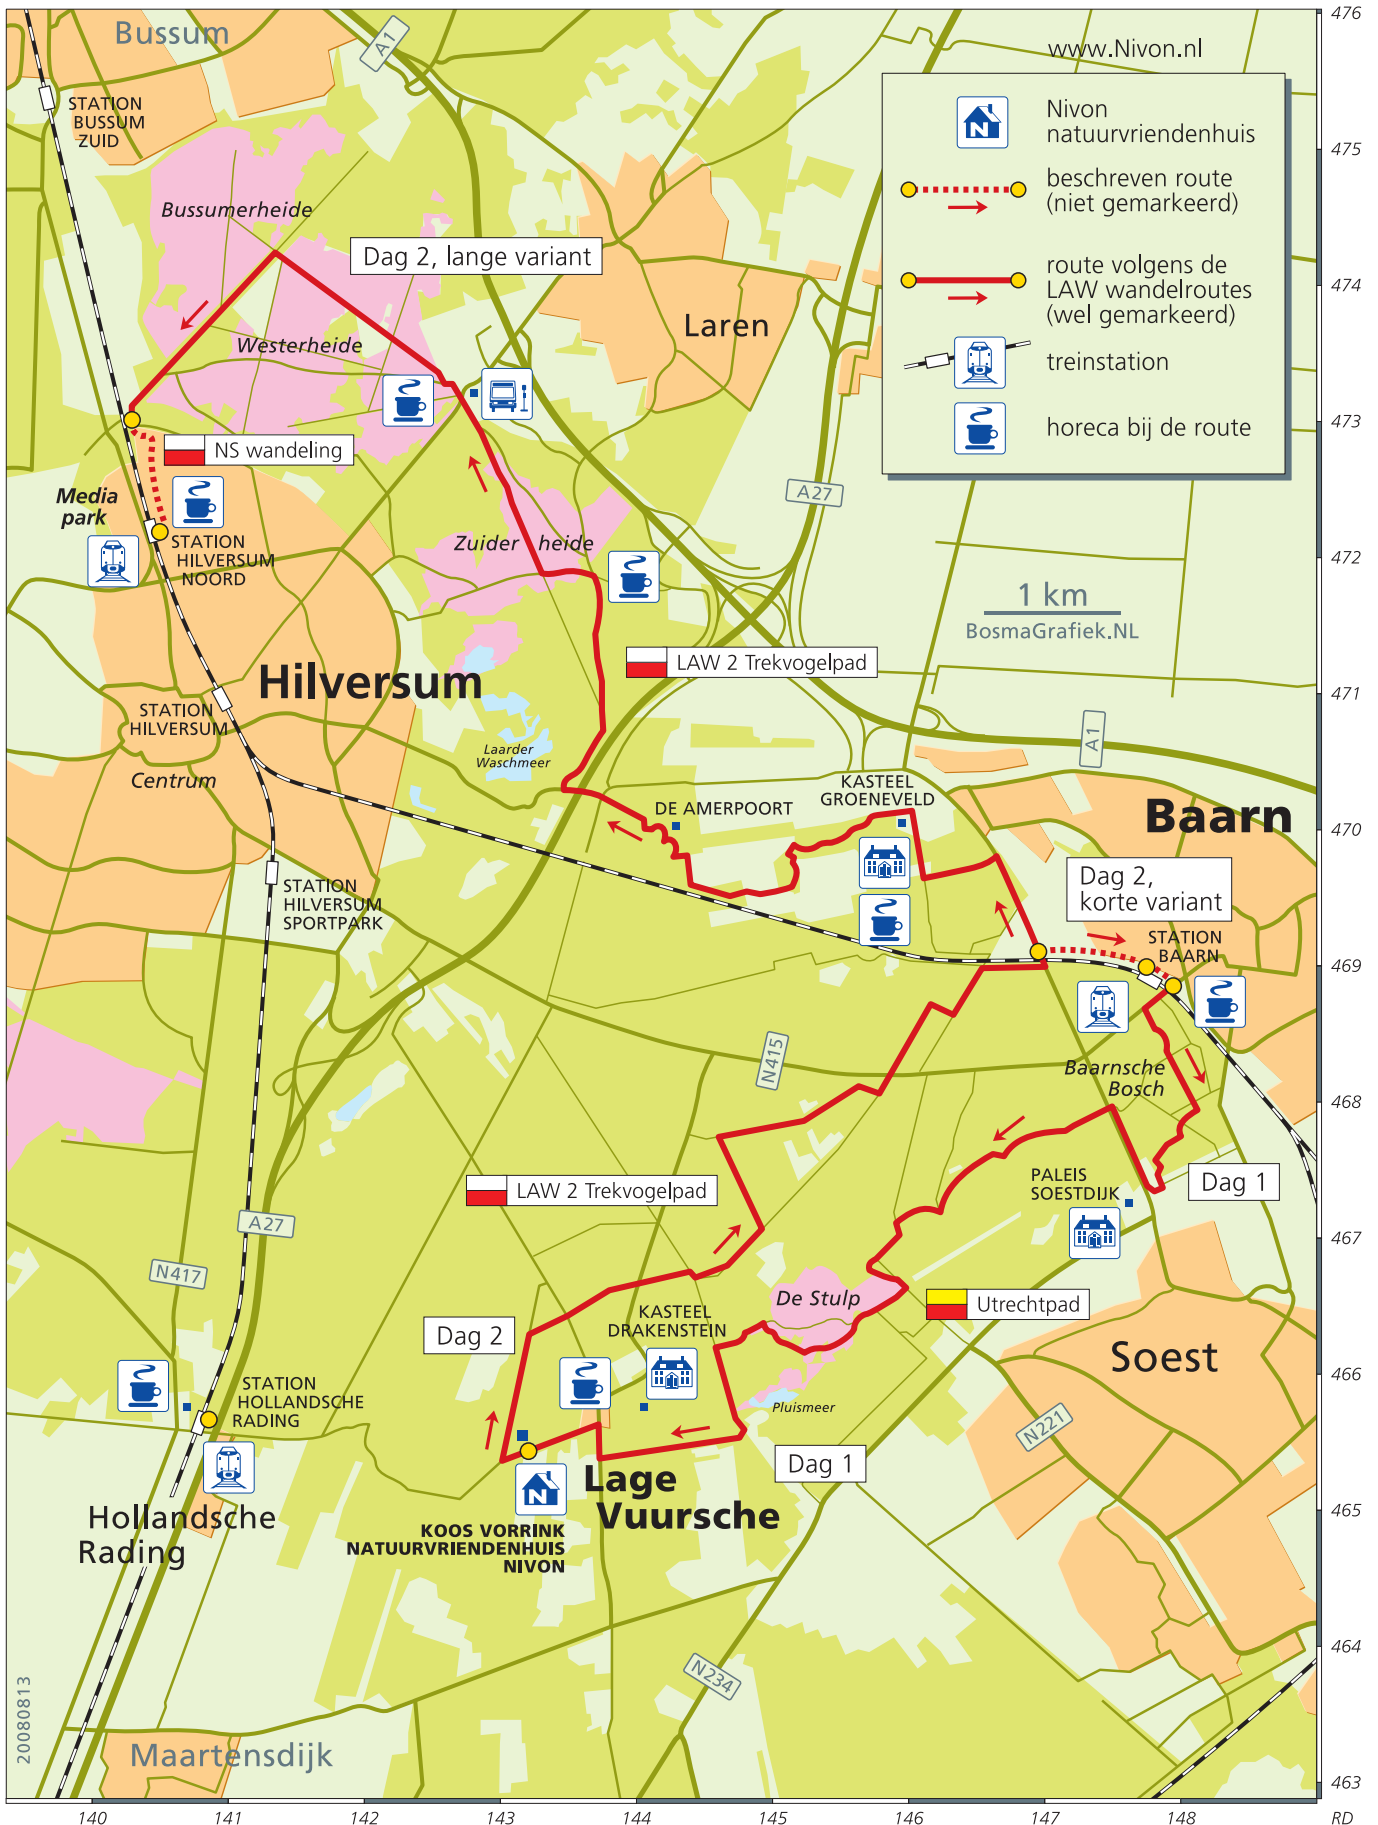 Bussum
A1
www.Nivon.nl
476
STATION
BUSSUM
ZUID
Nivon
natuurvriendenhuis
475
beschreven route
(niet gemarkeerd)
Bussumerheide
Dag 2, lange variant
route volgens de
LAW wandelroutes
(wel gemarkeerd)
474
Laren
Westerheide
treinstation
horeca bij de route
473
NS wandeling
Media
park
A27
STATION
HILVERSUM
NOORD
Zuider heide
472
1 km
BosmaGrafiek.NL
LAW 2 Trekvogelpad
Hilversum
471
STATION
HILVERSUM
Centrum
Laarder
Waschmeer
A1
KASTEEL
GROENEVELD
DE AMERPOORT
Baarn
470
Dag 2,
korte variant
STATION
HILVERSUM
SPORTPARK
STATION
BAARN
469
N415
Baarnsche
Bosch
468
LAW 2 Trekvogelpad
PALEIS
SOESTDIJK
Dag 1
A27
467
N417
De Stulp
Utrechtpad
KASTEEL
DRAKENSTEIN
Dag 2
Soest
466
STATION
HOLLANDSCHE
RADING
Pluismeer
N221
Dag 1
Lage
Vuursche
N
465
Hollandsche
Rading
KOOS VORRINK
NATUURVRIENDENHUIS
NIVON
464
N234
20080813
Maartensdijk
463
140
141
142
143
144
145
146
147
148
RD